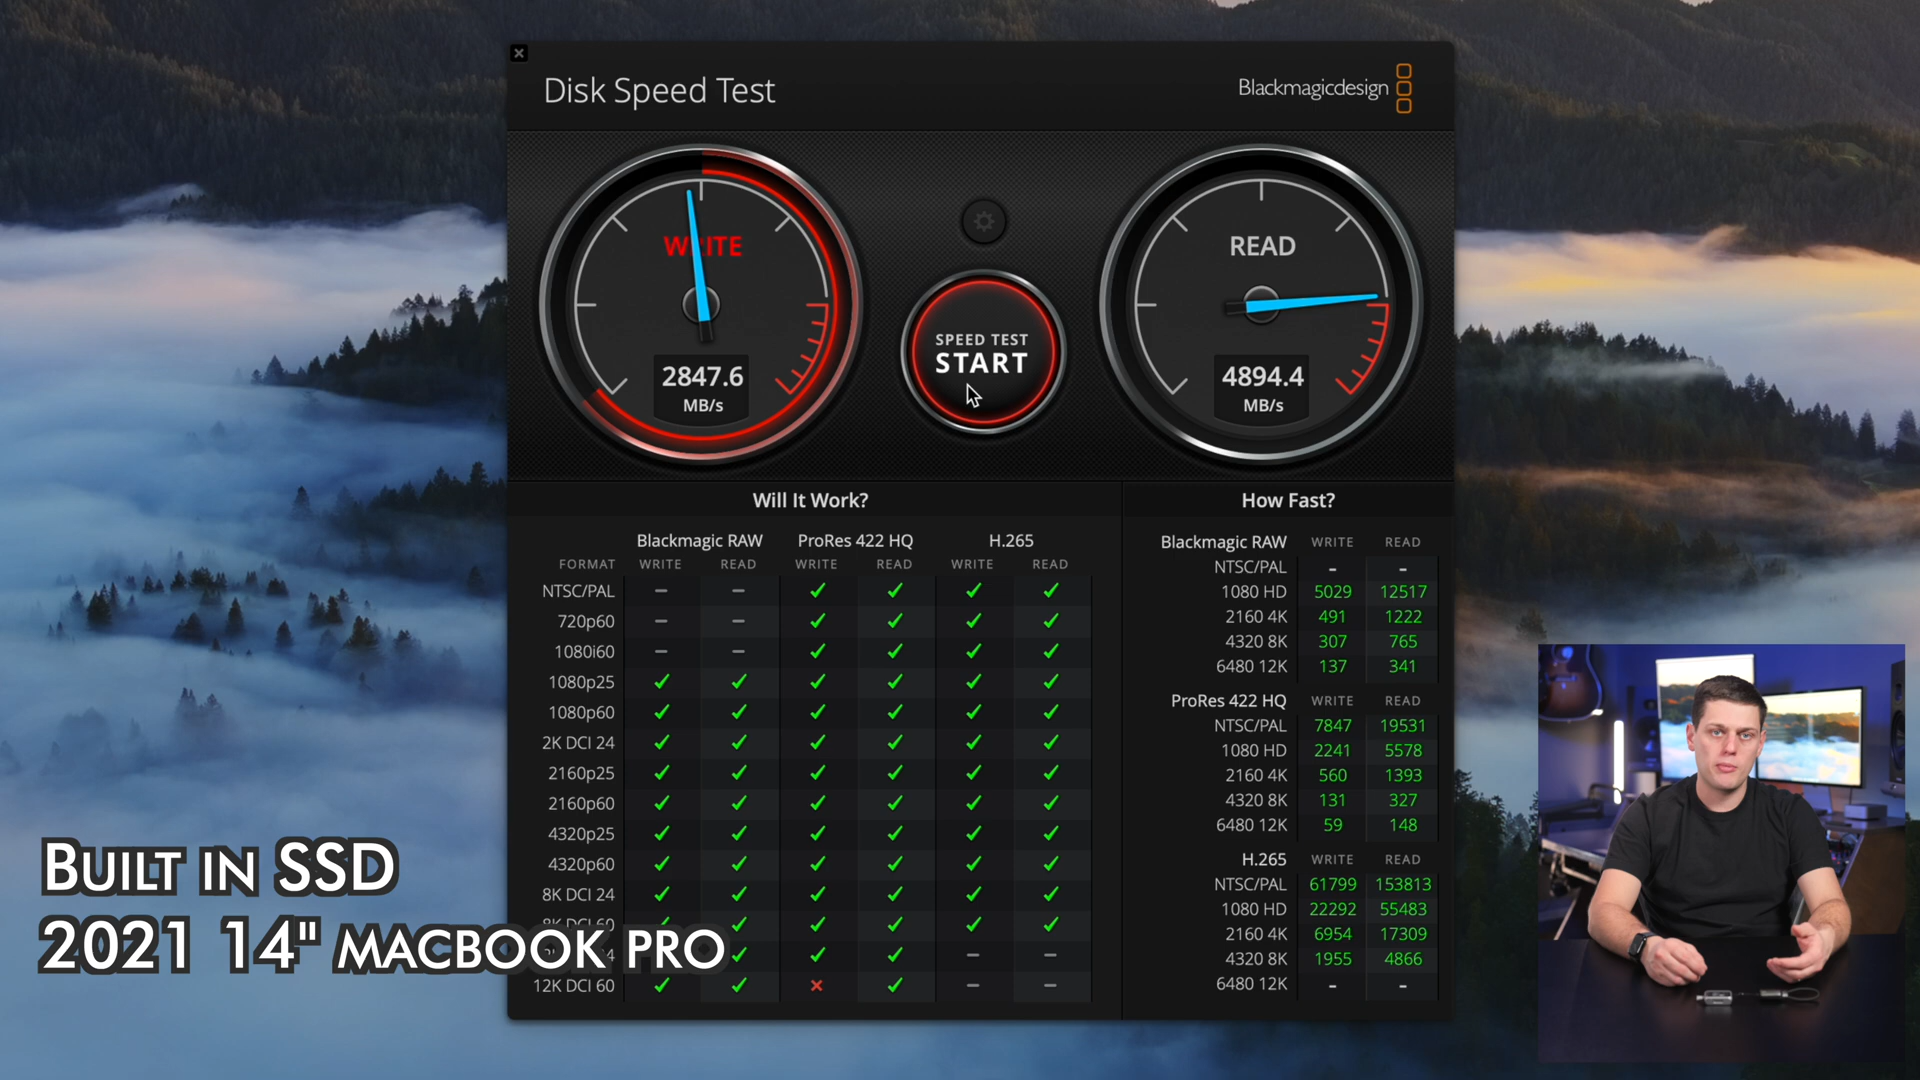 Disk Speed Test
Blackmagicdesign
WRITE
2847.6
MB/s
SPEED TEST
START
READ
4894.4
MB/s
Will It Work?
Blackmagic RAW ProRes 422 HQ H.265
FORMAT WRITE READ WRITE READ WRITE READ
NTSC/PAL – – ✓ ✓ ✓ ✓
720p60 – – ✓ ✓ ✓ ✓
1080i60 – – ✓ ✓ ✓ ✓
1080p25 ✓ ✓ ✓ ✓ ✓ ✓
1080p60 ✓ ✓ ✓ ✓ ✓ ✓
2K DCI 24 ✓ ✓ ✓ ✓ ✓ ✓
2160p25 ✓ ✓ ✓ ✓ ✓ ✓
2160p60 ✓ ✓ ✓ ✓ ✓ ✓
4320p25 ✓ ✓ ✓ ✓ ✓ ✓
4320p60 ✓ ✓ ✓ ✓ ✓ ✓
8K DCI 24 ✓ ✓ ✓ ✓ ✓ ✓
8K DCI 60 ✓ ✓ ✓ ✓ ✓ ✓
✓ ✓ ✓ – –
12K DCI 60 ✓ ✓ ✗ ✓ – –
How Fast?
Blackmagic RAW WRITE READ
NTSC/PAL - -
1080 HD 5029 12517
2160 4K 491 1222
4320 8K 307 765
6480 12K 137 341
ProRes 422 HQ WRITE READ
NTSC/PAL 7847 19531
1080 HD 2241 5578
2160 4K 560 1393
4320 8K 131 327
6480 12K 59 148
H.265 WRITE READ
NTSC/PAL 61799 153813
1080 HD 22292 55483
2160 4K 6954 17309
4320 8K 1955 4866
6480 12K - -
BUILT IN SSD
2021 14" MACBOOK PRO